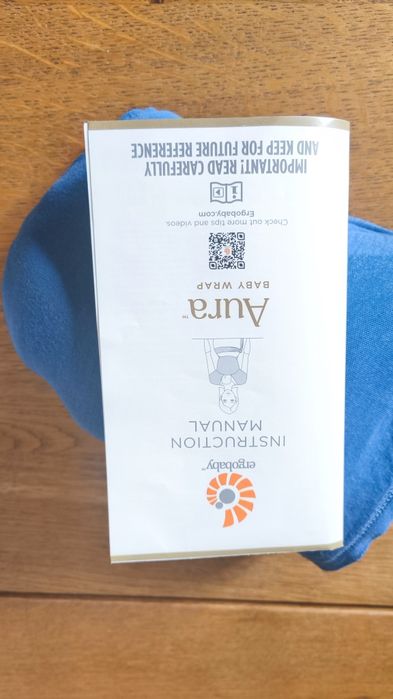 ergobaby™
INSTRUCTION
MANUAL
Aura™
BABY WRAP
Check out more tips and videos.
Ergobaby.com
IMPORTANT! READ CAREFULLY
AND KEEP FOR FUTURE REFERENCE